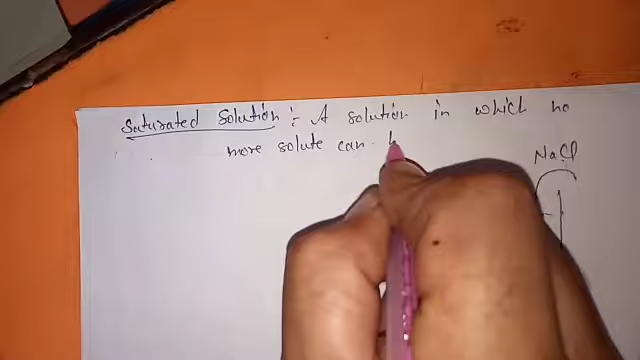 Saturated Solution :- A solution in which no
more solute can
NaCl